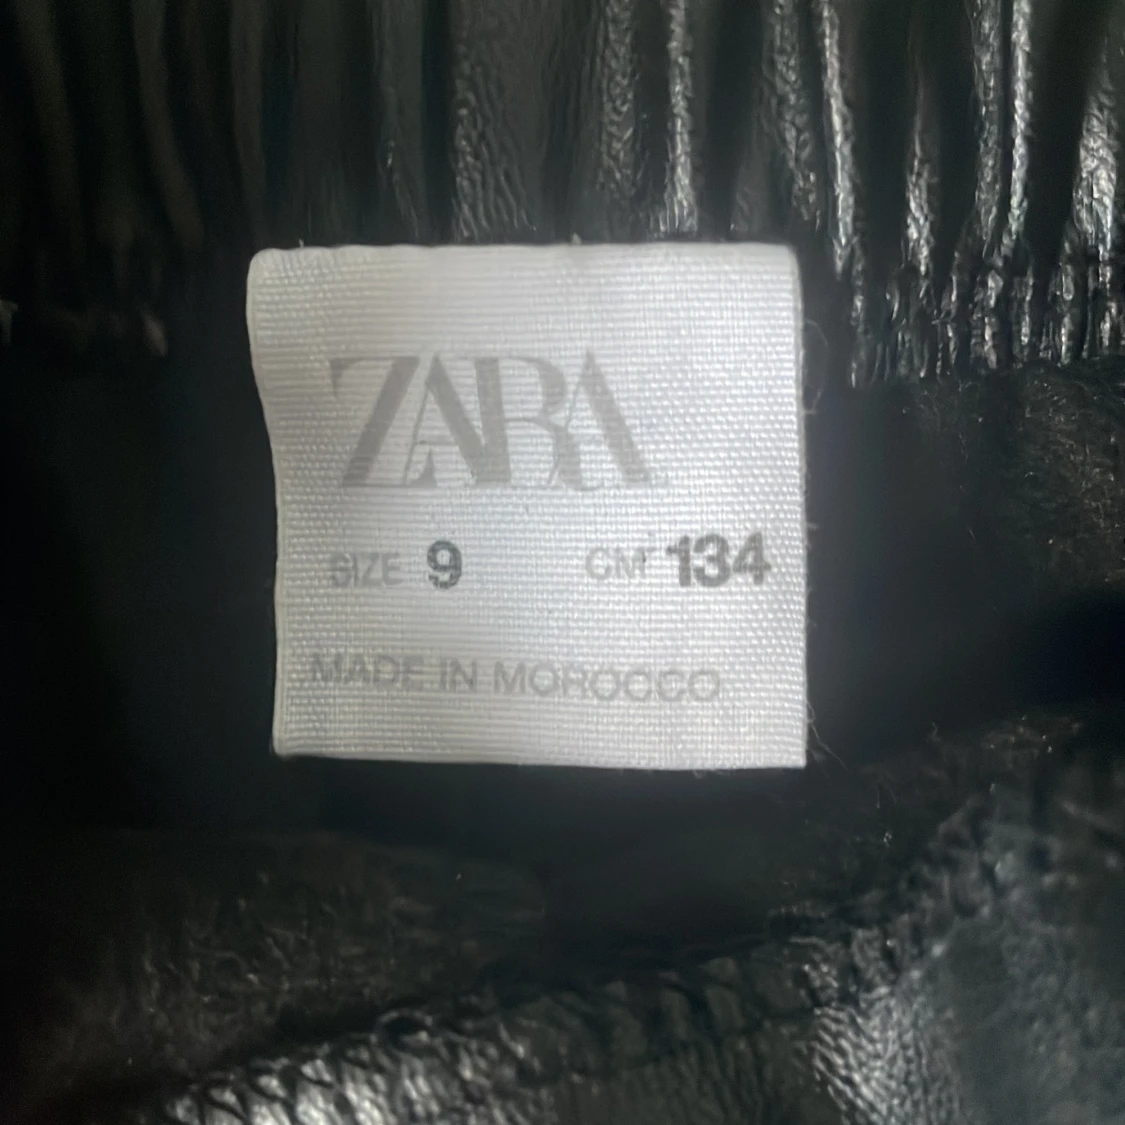 ZARA
SIZE 9 CM 134
MADE IN MOROCCO